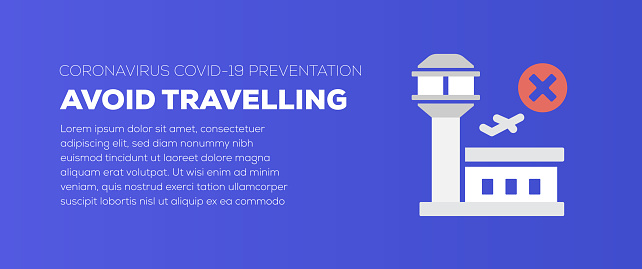 CORONAVIRUS COVID-19 PREVENTATION
AVOID TRAVELLING
Lorem ipsum dolor sit amet, consectetuer
adipiscing elit, sed diam nonummy nibh
euismod tincidunt ut laoreet dolore magna
aliquam erat volutpat. Ut wisi enim ad minim
veniam, quis nostrud exerci tation ullamcorper
suscipit lobortis nisl ut aliquip ex ea commodo